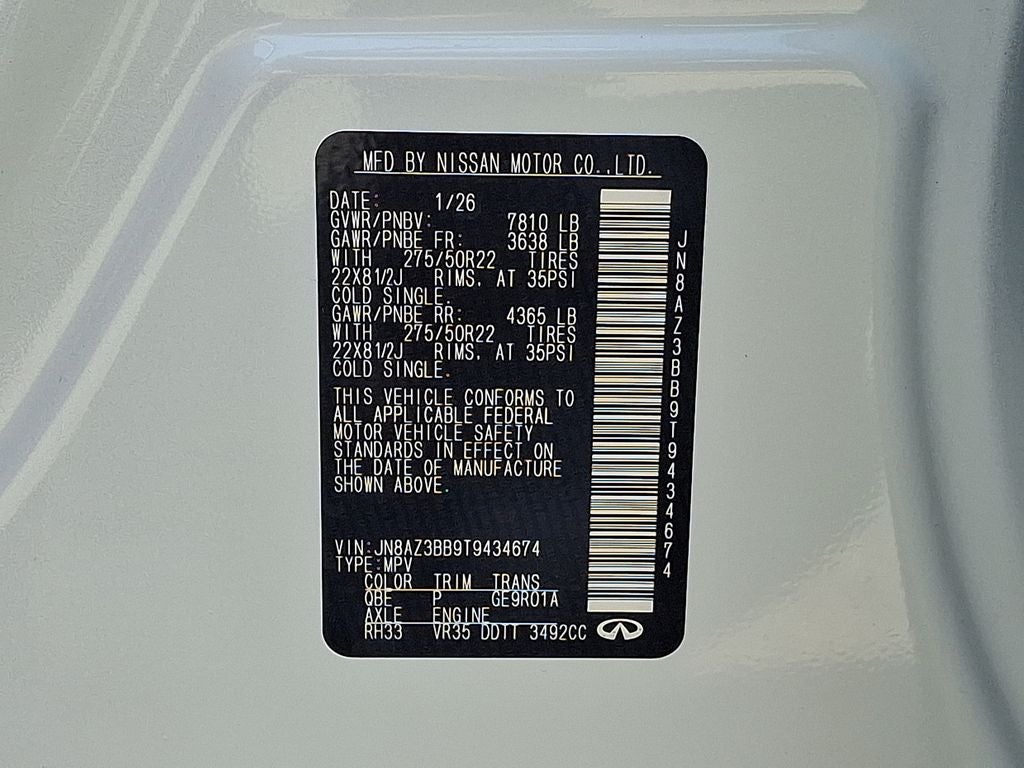 MFD BY NISSAN MOTOR CO.,LTD.
DATE: 1/26
GVWR/PNBV: 7810 LB
GAWR/PNBE FR: 3638 LB
WITH 275/50R22 TIRES
22X81/2J RIMS. AT 35PSI
COLD SINGLE.
GAWR/PNBE RR: 4365 LB
WITH 275/50R22 TIRES
22X81/2J RIMS. AT 35PSI
COLD SINGLE.
THIS VEHICLE CONFORMS TO
ALL APPLICABLE FEDERAL
MOTOR VEHICLE SAFETY
STANDARDS IN EFFECT ON
THE DATE OF MANUFACTURE
SHOWN ABOVE.
VIN:JN8AZ3BB9T9434674
TYPE:MPV
COLOR TRIM TRANS
QBE P GE9R01A
AXLE ENGINE
RH33 VR35 DDTT 3492CC
JN8AZ3BB9T9434674